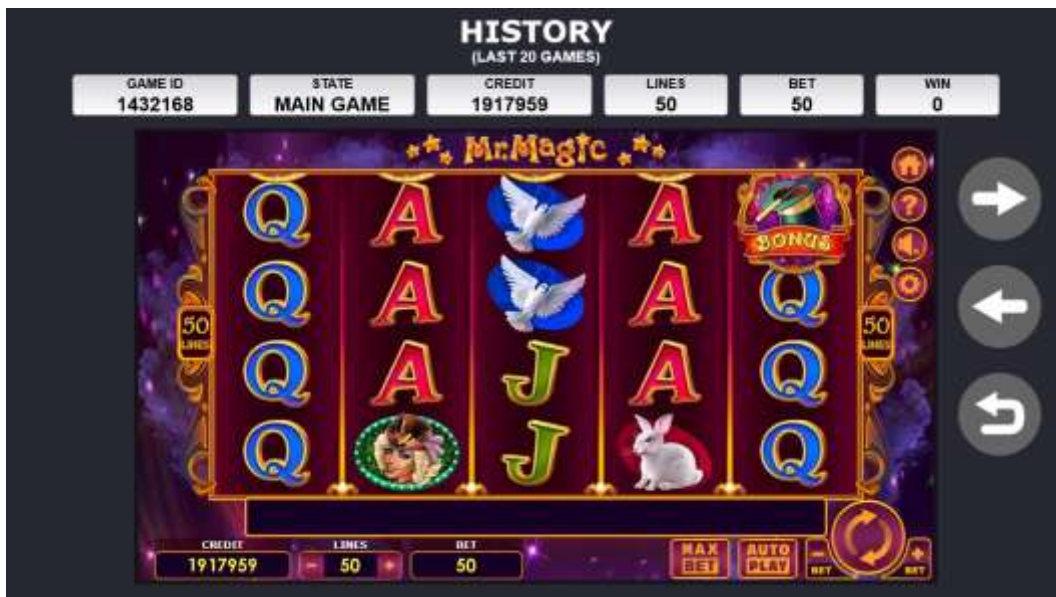 HISTORY
(LAST 20 GAMES)
GAME ID STATE CREDIT LINES BET WIN
1432168 MAIN GAME 1917959 50 50 0
Mr.Magic
Q A A BONUS
?
Q A A Q
50 LINES 50 LINES
Q A J A Q
Q J Q
CREDIT LINES BET
1917959 - 50 + 50
MAX BET AUTO PLAY - BET + BET